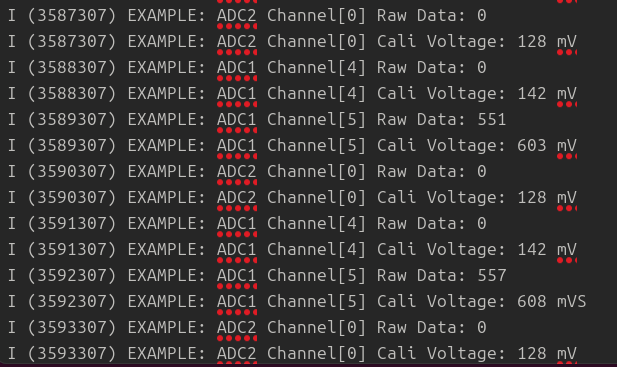 I (3587307) EXAMPLE: ADC2 Channel[0] Raw Data: 0
I (3587307) EXAMPLE: ADC2 Channel[0] Cali Voltage: 128 mV
I (3588307) EXAMPLE: ADC1 Channel[4] Raw Data: 0
I (3588307) EXAMPLE: ADC1 Channel[4] Cali Voltage: 142 mV
I (3589307) EXAMPLE: ADC1 Channel[5] Raw Data: 551
I (3589307) EXAMPLE: ADC1 Channel[5] Cali Voltage: 603 mV
I (3590307) EXAMPLE: ADC2 Channel[0] Raw Data: 0
I (3590307) EXAMPLE: ADC2 Channel[0] Cali Voltage: 128 mV
I (3591307) EXAMPLE: ADC1 Channel[4] Raw Data: 0
I (3591307) EXAMPLE: ADC1 Channel[4] Cali Voltage: 142 mV
I (3592307) EXAMPLE: ADC1 Channel[5] Raw Data: 557
I (3592307) EXAMPLE: ADC1 Channel[5] Cali Voltage: 608 mVS
I (3593307) EXAMPLE: ADC2 Channel[0] Raw Data: 0
I (3593307) EXAMPLE: ADC2 Channel[0] Cali Voltage: 128 mV